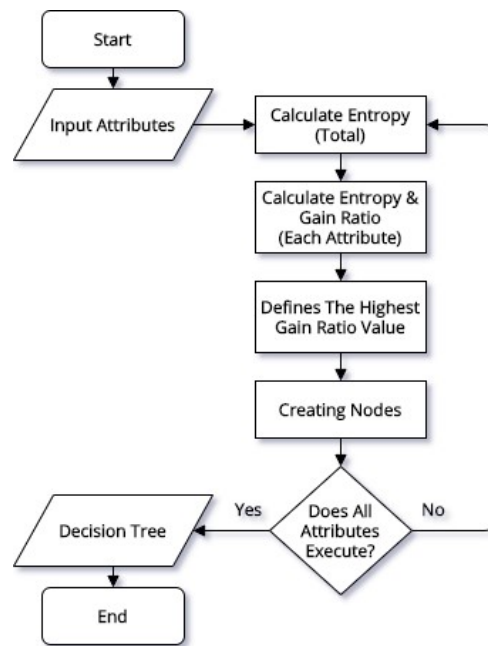 Start
Input Attributes
Calculate Entropy
(Total)
Calculate Entropy &
Gain Ratio
(Each Attribute)
Defines The Highest
Gain Ratio Value
Creating Nodes
Does All
Attributes
Execute?
Yes
No
Decision Tree
End